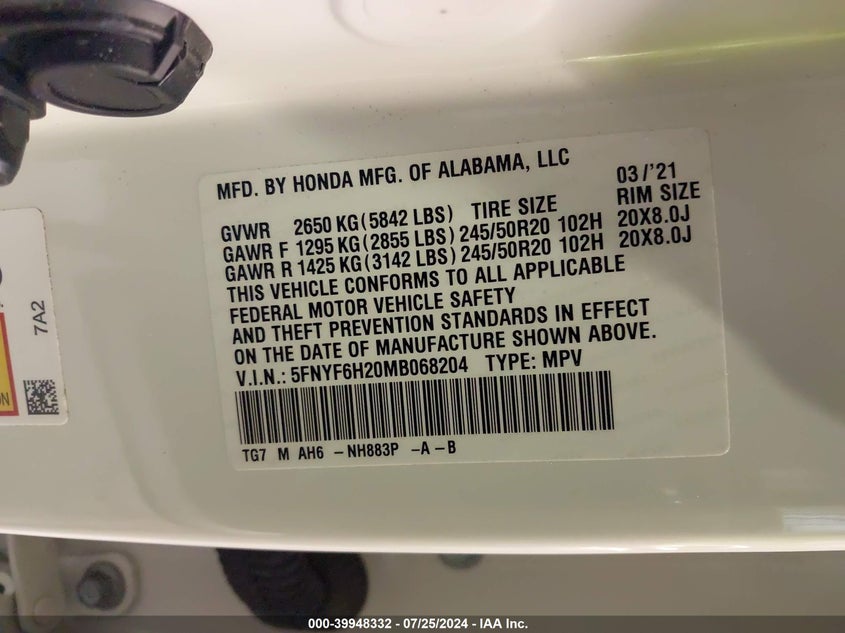 MFD. BY HONDA MFG. OF ALABAMA, LLC 03/'21
GVWR 2650 KG(5842 LBS) TIRE SIZE RIM SIZE
GAWR F 1295 KG(2855 LBS) 245/50R20 102H 20X8.0J
GAWR R 1425 KG(3142 LBS) 245/50R20 102H 20X8.0J
THIS VEHICLE CONFORMS TO ALL APPLICABLE
FEDERAL MOTOR VEHICLE SAFETY
AND THEFT PREVENTION STANDARDS IN EFFECT
ON THE DATE OF MANUFACTURE SHOWN ABOVE.
V.I.N.: 5FNYF6H20MB068204 TYPE: MPV
TG7 M AH6 -NH883P -A-B
7A2
000-39948332 - 07/25/2024 - IAA Inc.